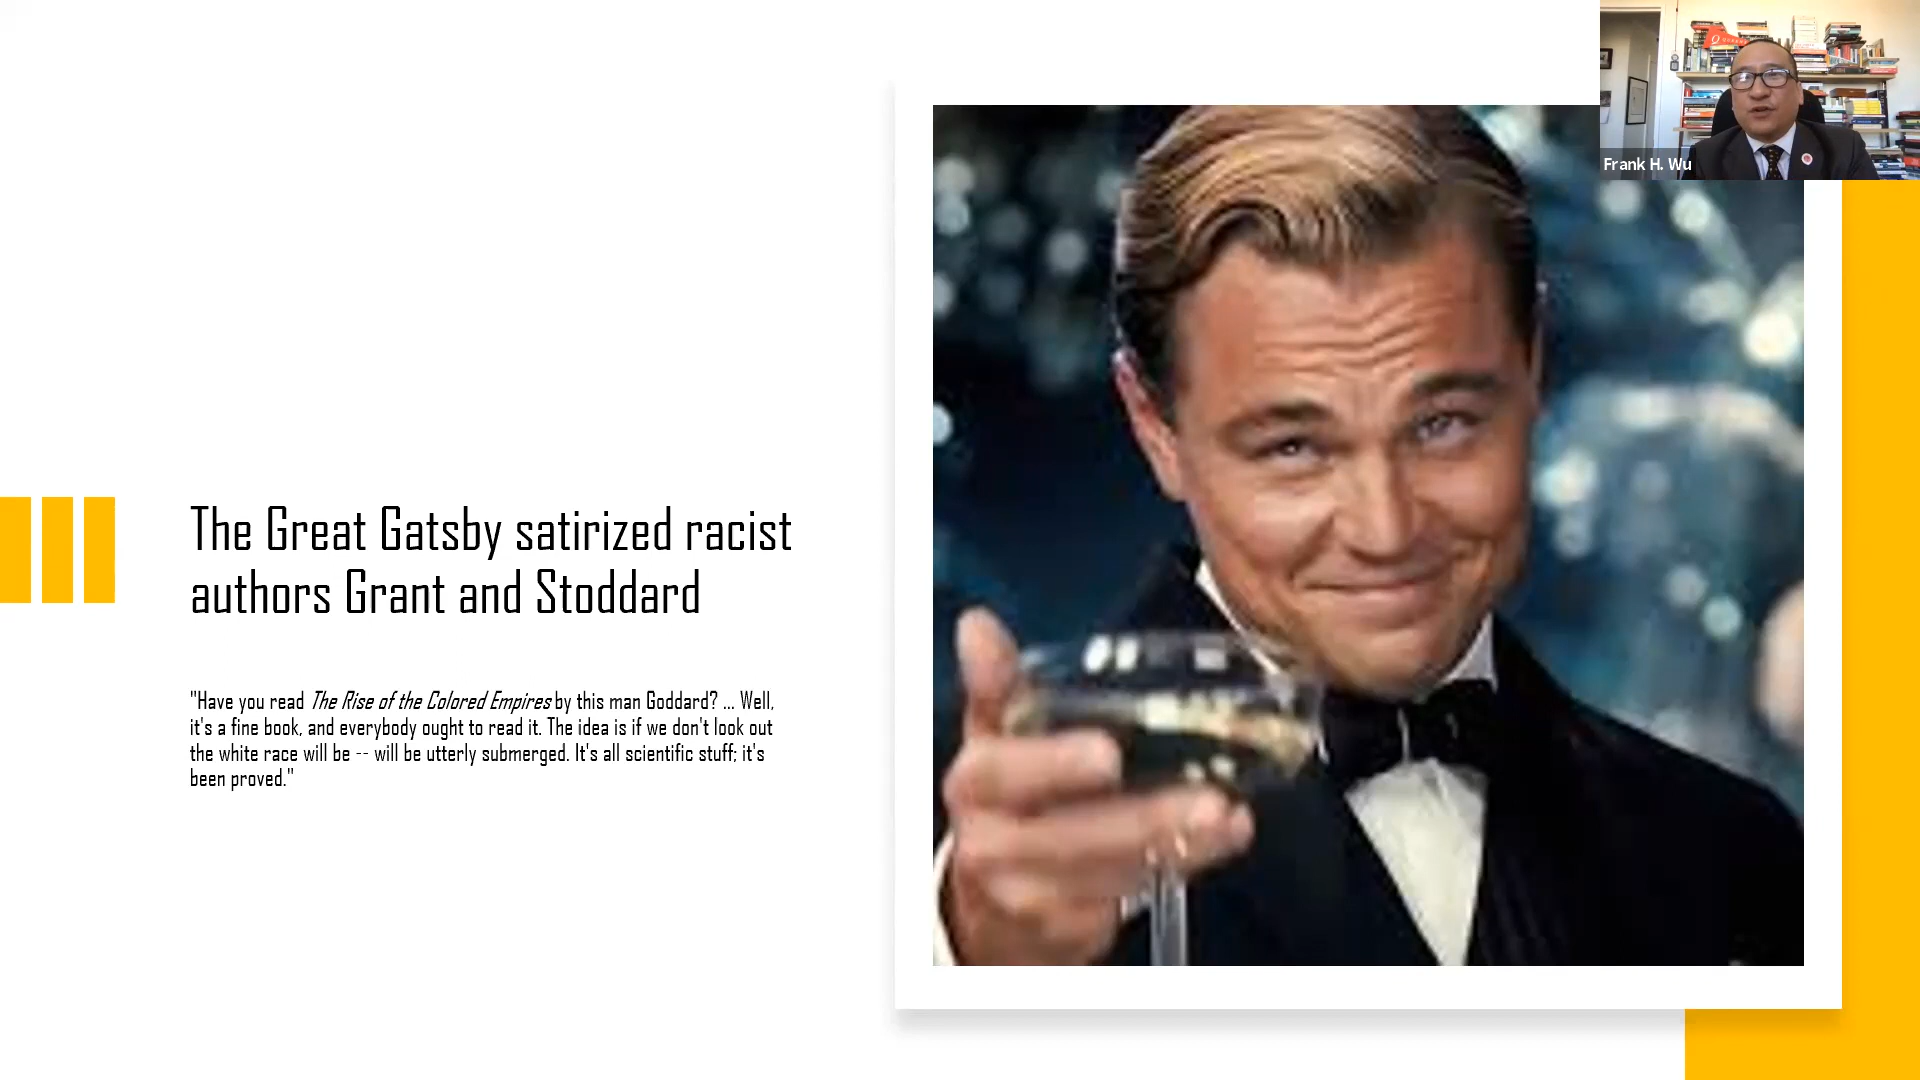 Frank H. Wu
The Great Gatsby satirized racist
authors Grant and Stoddard
"Have you read The Rise of the Colored Empires by this man Goddard? ... Well,
it's a fine book, and everybody ought to read it. The idea is if we don't look out
the white race will be -- will be utterly submerged. It's all scientific stuff; it's
been proved."